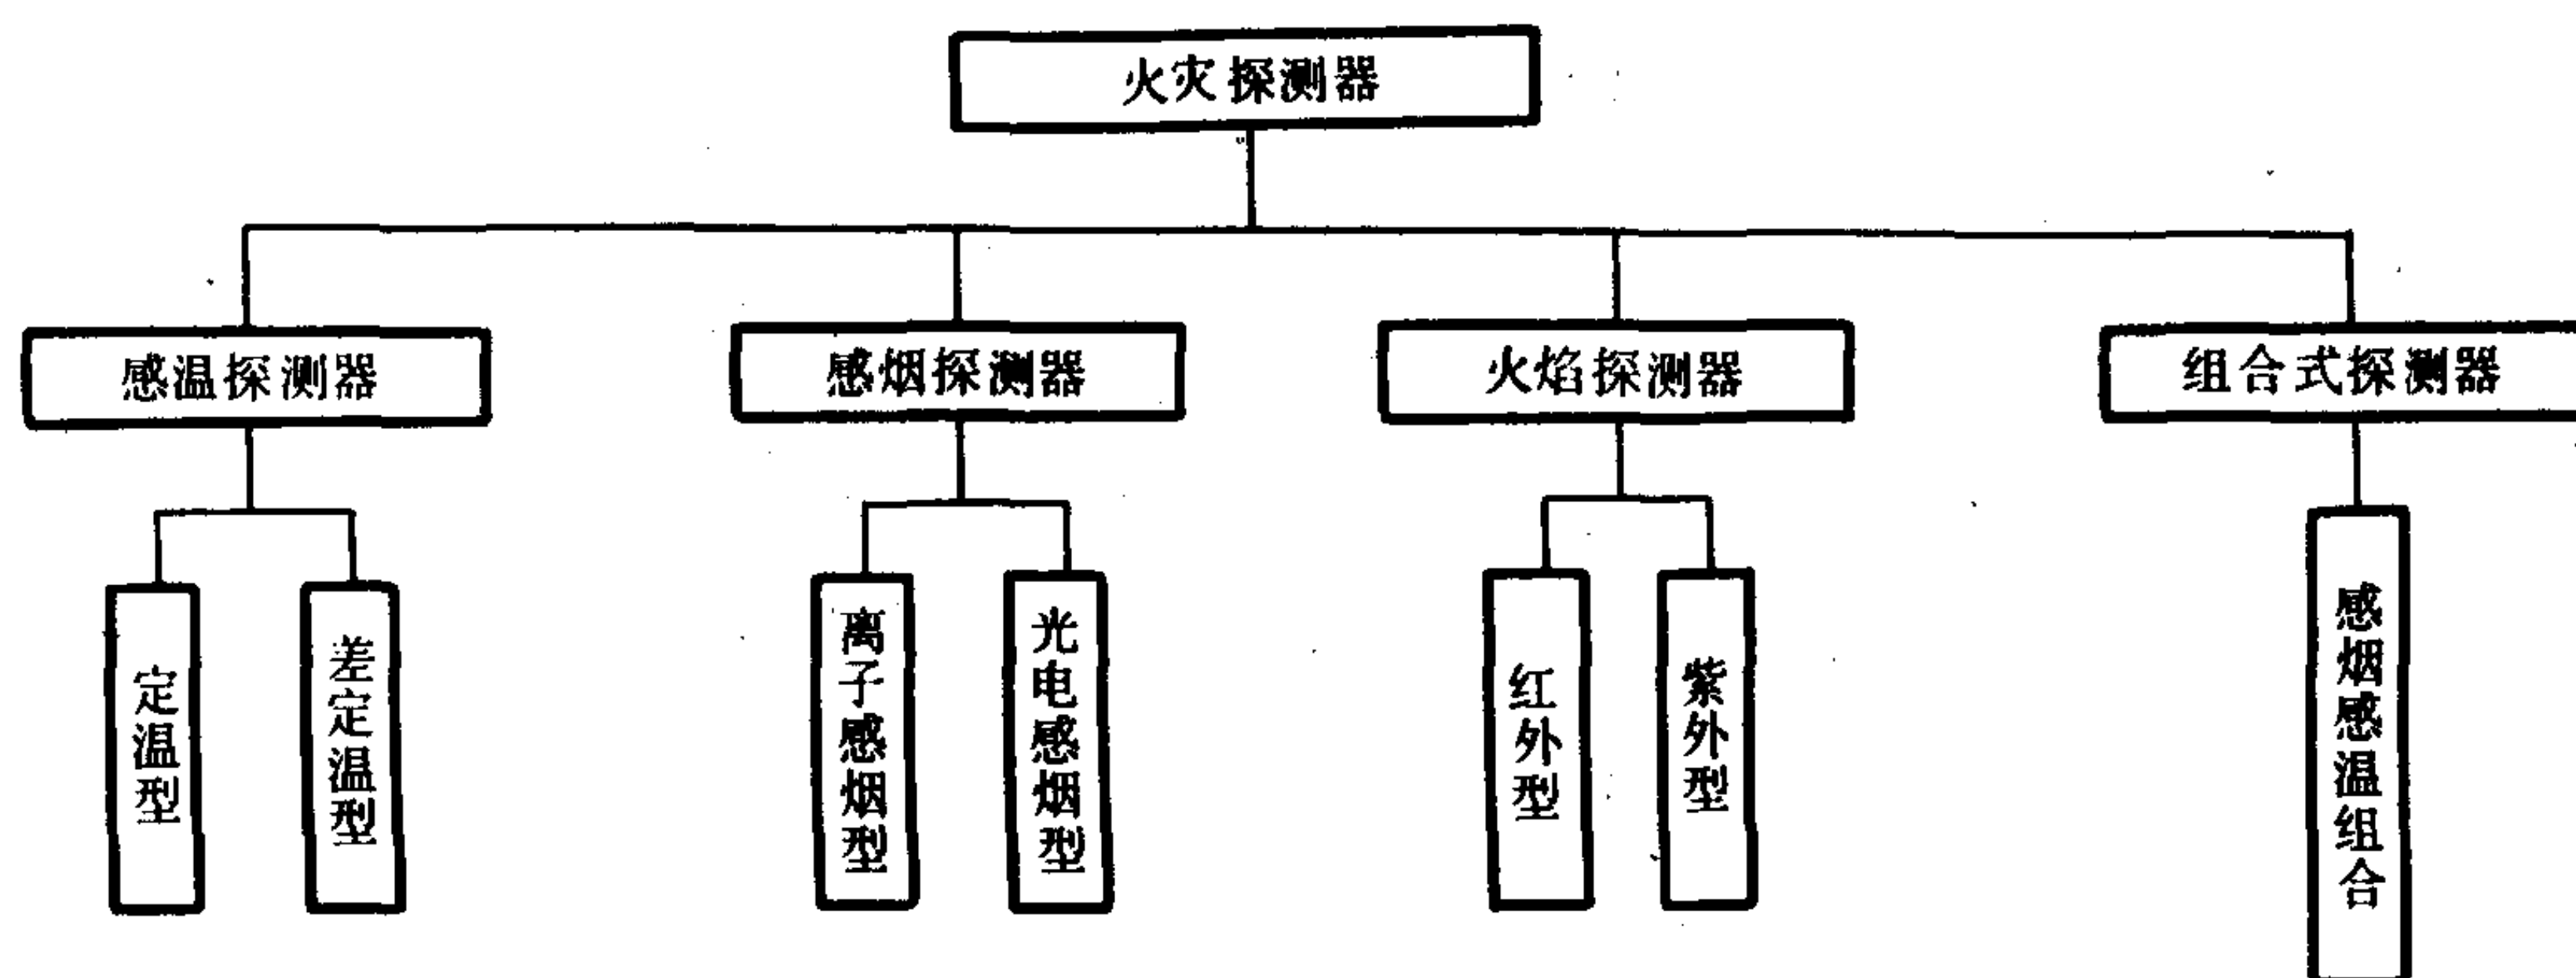 火灾探测器
感温探测器
感烟探测器
火焰探测器
组合式探测器
定温型
差定温型
离子感烟型
光电感烟型
红外型
紫外型
感烟感温组合